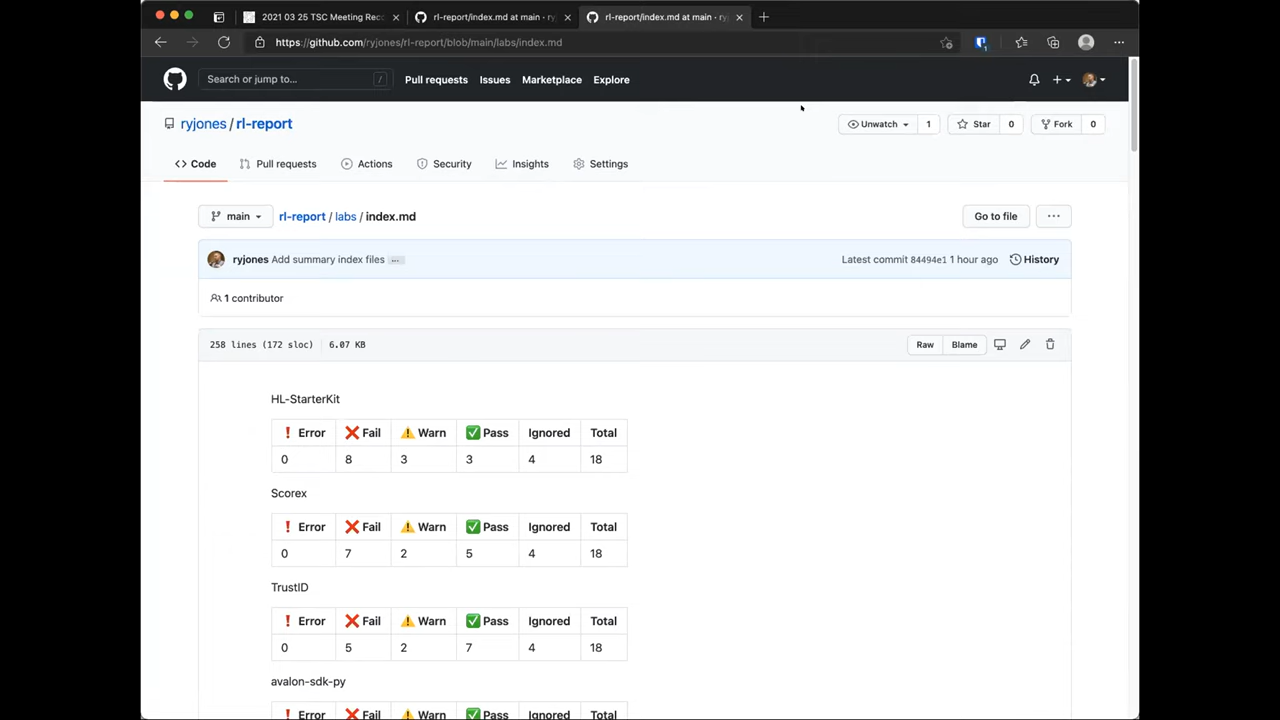 2021 03 25 TSC Meeting Rec
rl-report/index.md at main · ry
rl-report/index.md at main · ry
https://github.com/ryjones/rl-report/blob/main/labs/index.md
Search or jump to...
/
Pull requests
Issues
Marketplace
Explore
ryjones / rl-report
Unwatch
1
Star
0
Fork
0
Code
Pull requests
Actions
Security
Insights
Settings
main
rl-report / labs / index.md
Go to file
ryjones Add summary index files ...
Latest commit 84494e1 1 hour ago
History
1 contributor
258 lines (172 sloc) | 6.07 KB
Raw
Blame
HL-StarterKit
❗ Error ❌ Fail ⚠️ Warn ✅ Pass Ignored Total
0 8 3 3 4 18
Scorex
❗ Error ❌ Fail ⚠️ Warn ✅ Pass Ignored Total
0 7 2 5 4 18
TrustID
❗ Error ❌ Fail ⚠️ Warn ✅ Pass Ignored Total
0 5 2 7 4 18
avalon-sdk-py
❗ Error ❌ Fail ⚠️ Warn ✅ Pass Ignored Total